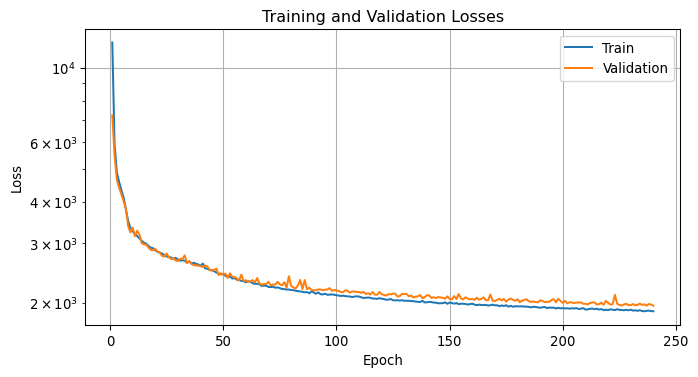 Training and Validation Losses
Train
Validation
10⁴
6 × 10³
4 × 10³
3 × 10³
2 × 10³
Loss
0 50 100 150 200 250
Epoch